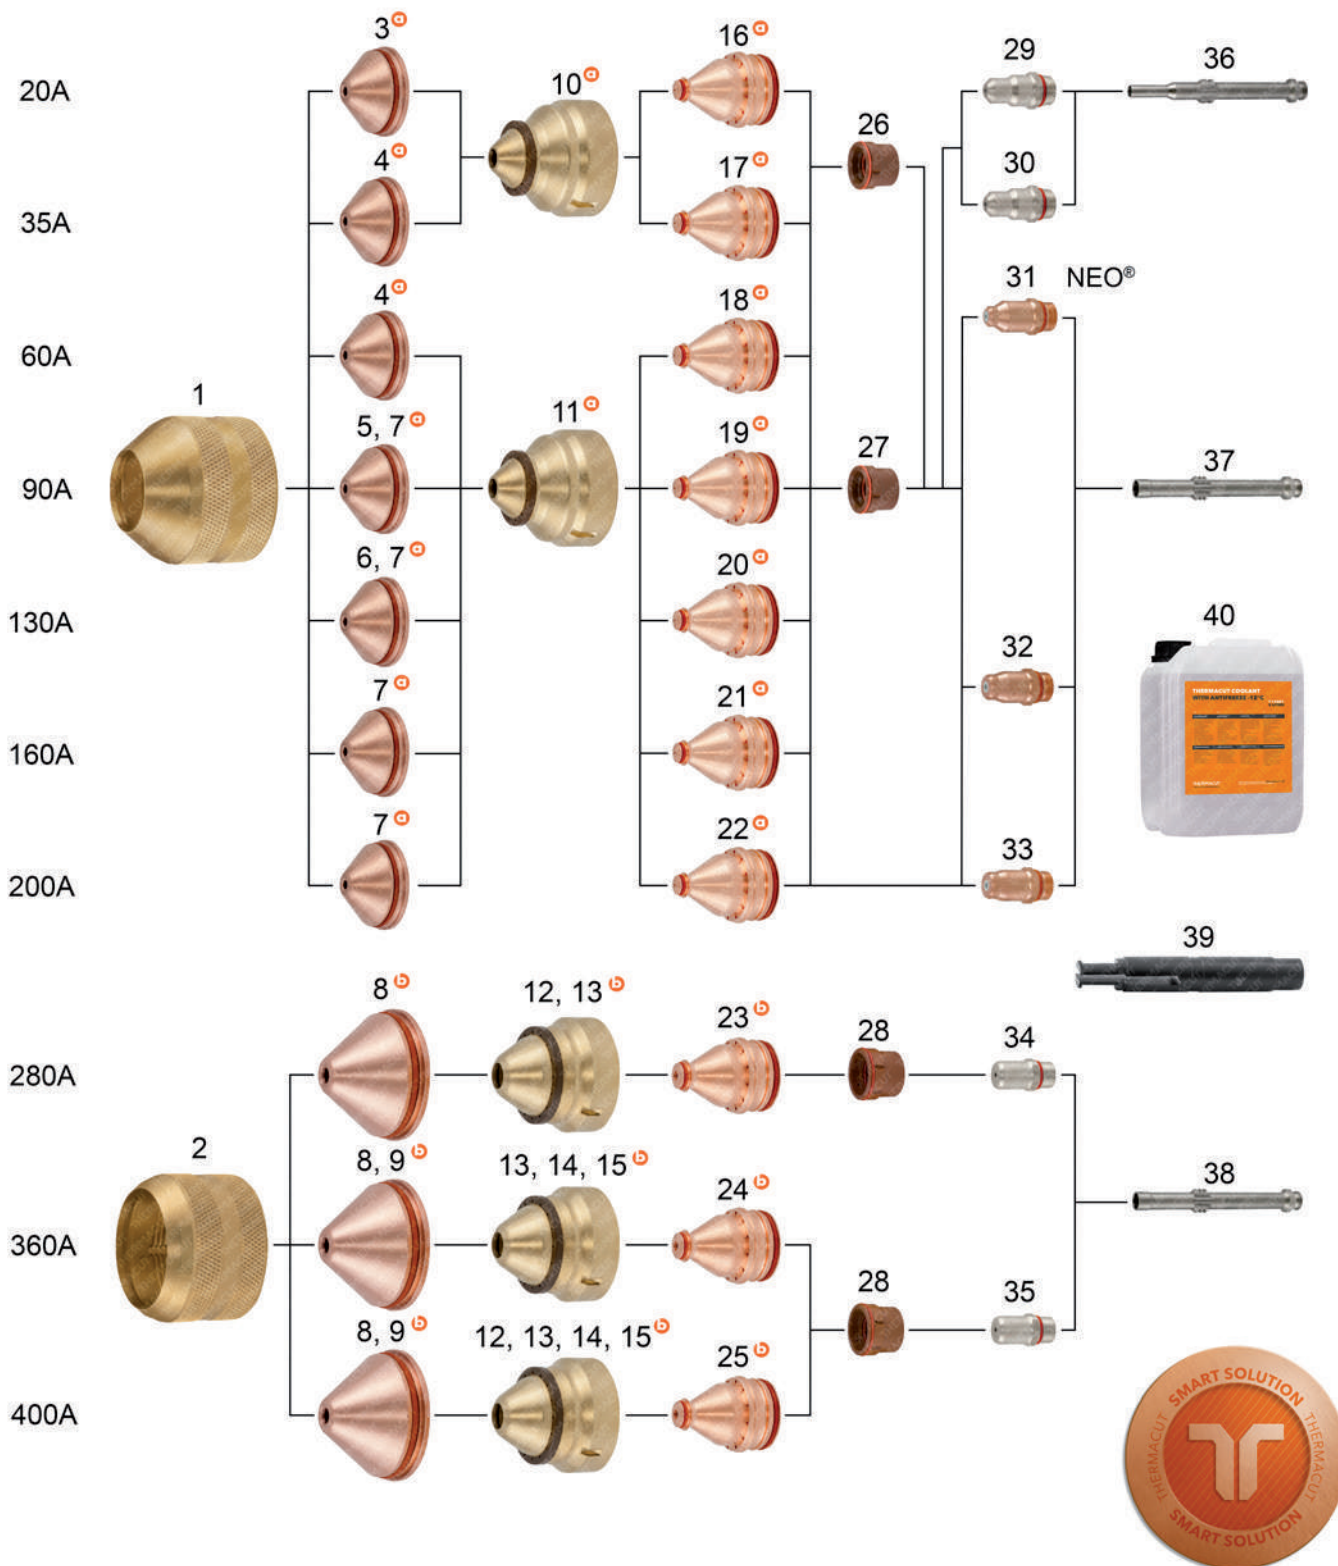 3 a
16 a
29
36
20A
10 a
26
4 a
17 a
30
35A
4 a
18 a
31 NEO®
60A
1
5, 7 a
11 a
19 a
27
37
90A
6, 7 a
20 a
130A
40
THERMACUT COOLANT
WITH ANTIFREEZE -12°C
7 a
21 a
32
160A
7 a
22 a
33
200A
39
8 b
12, 13 b
23 b
28
34
280A
2
8, 9 b
13, 14, 15 b
24 b
38
360A
28
35
8, 9 b
12, 13, 14, 15 b
25 b
400A
SMART SOLUTION
THERMACUT
THERMACUT
SMART SOLUTION